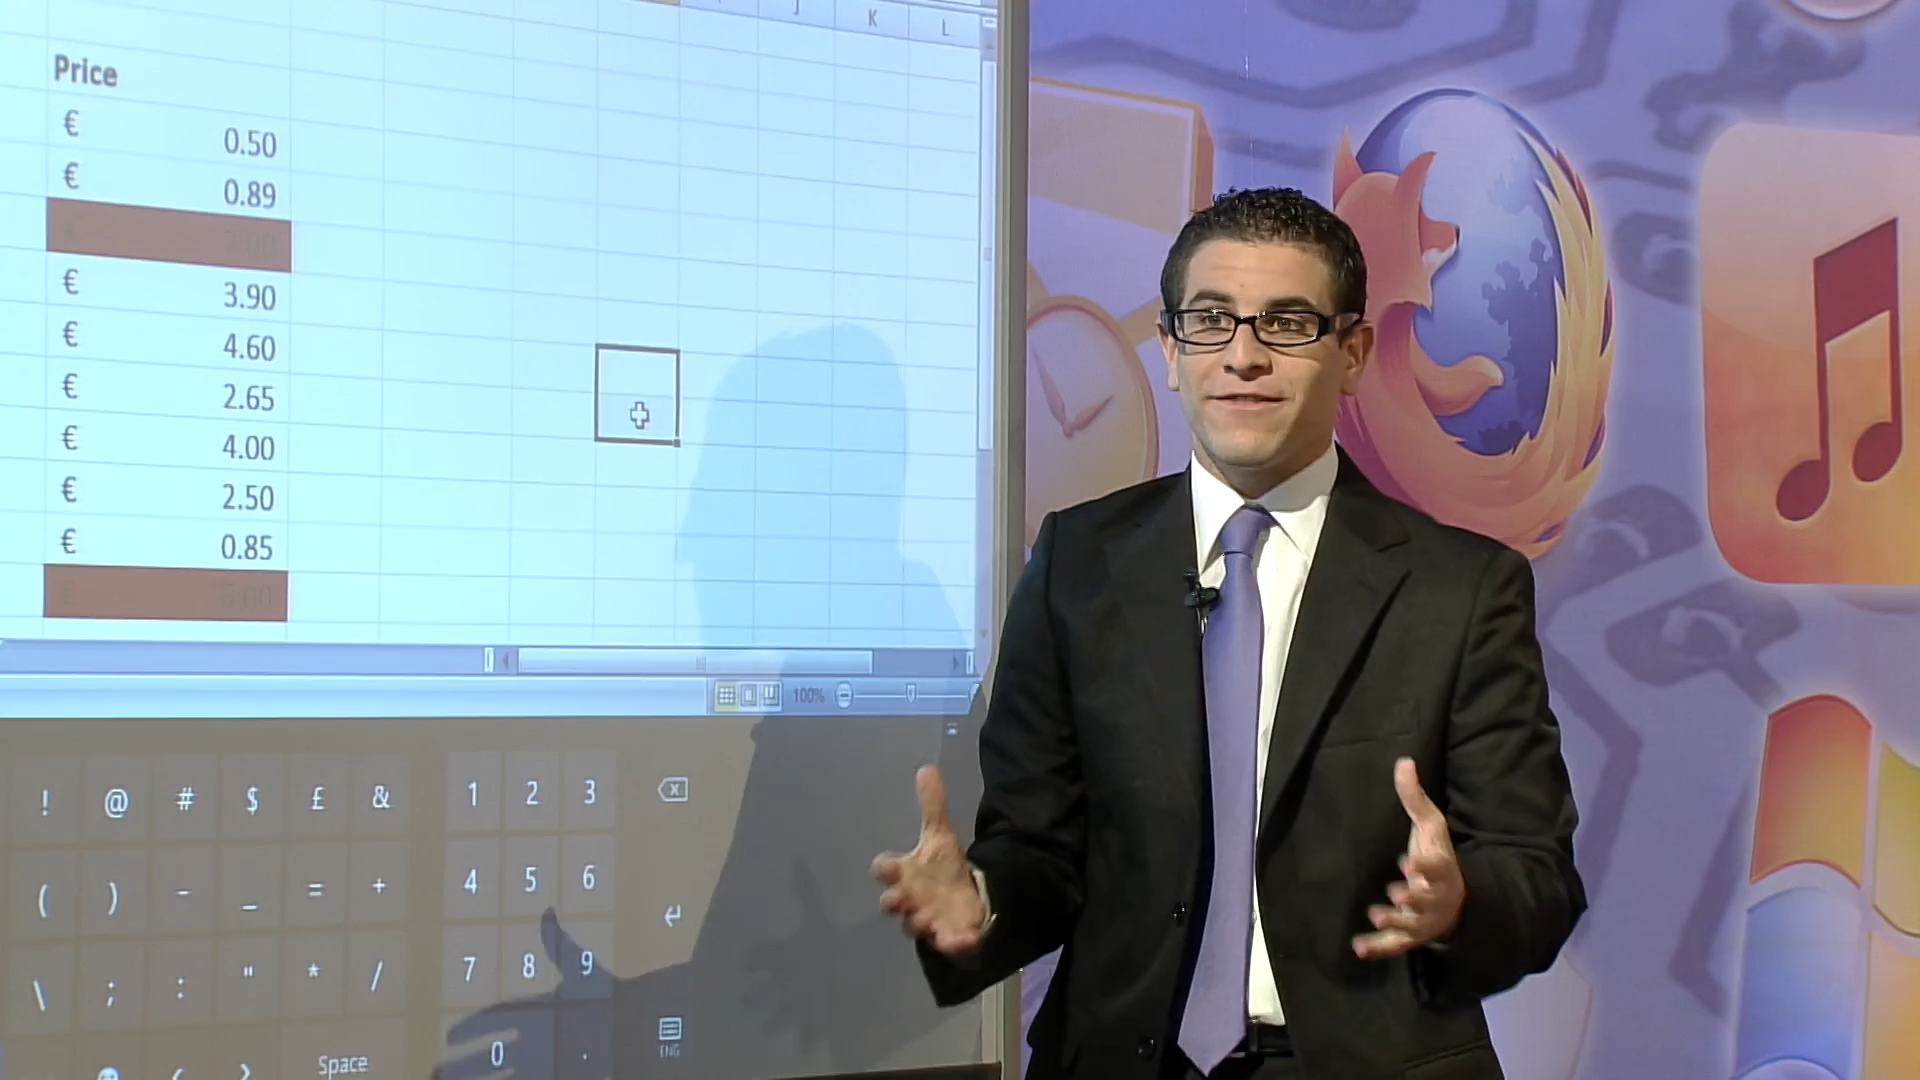 J K L
Price
€ 0.50
€ 0.89
€ 3.90
€ 4.60
€ 2.65
€ 4.00
€ 2.50
€ 0.85
100%
! @ # $ £ & 1 2 3
( ) - _ = + 4 5 6
\ ; : " * / 7 8 9
< > Space 0 .
ENG